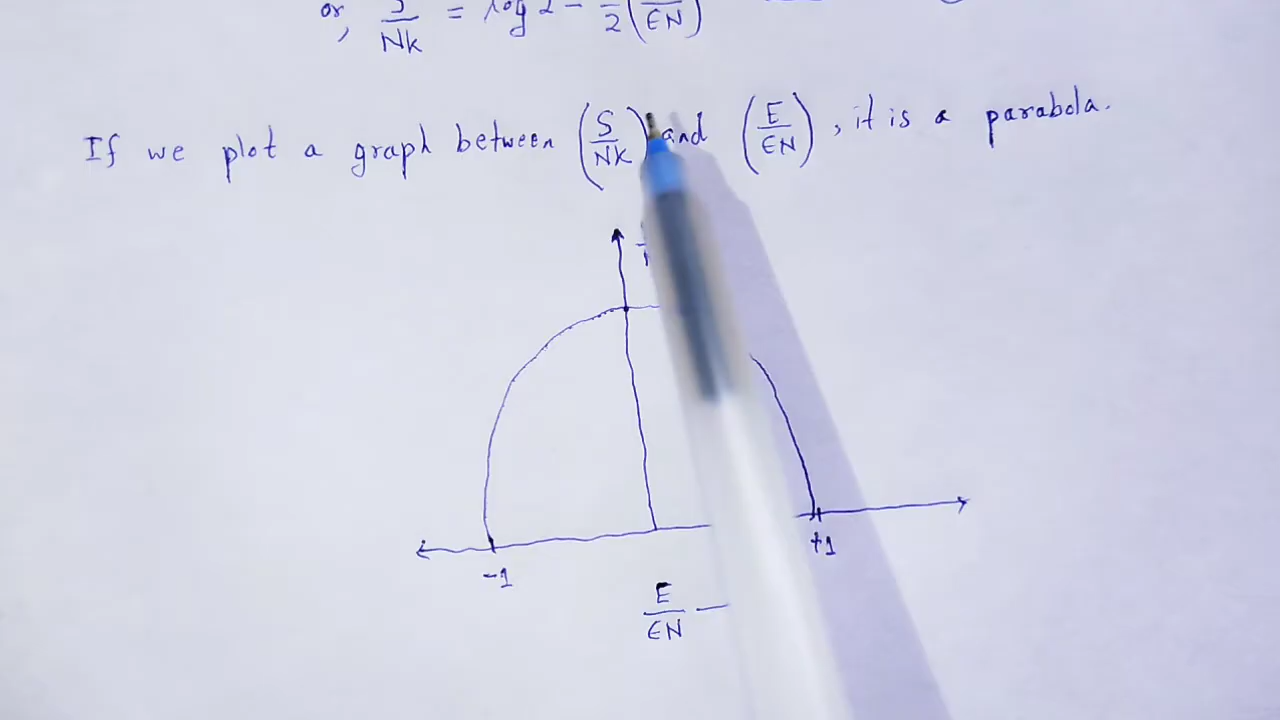 or, S/Nk = log 2 - 1/2 (E/ϵN)
If we plot a graph between (S/Nk) and (E/ϵN), it is a parabola.
-1
+1
E/ϵN —